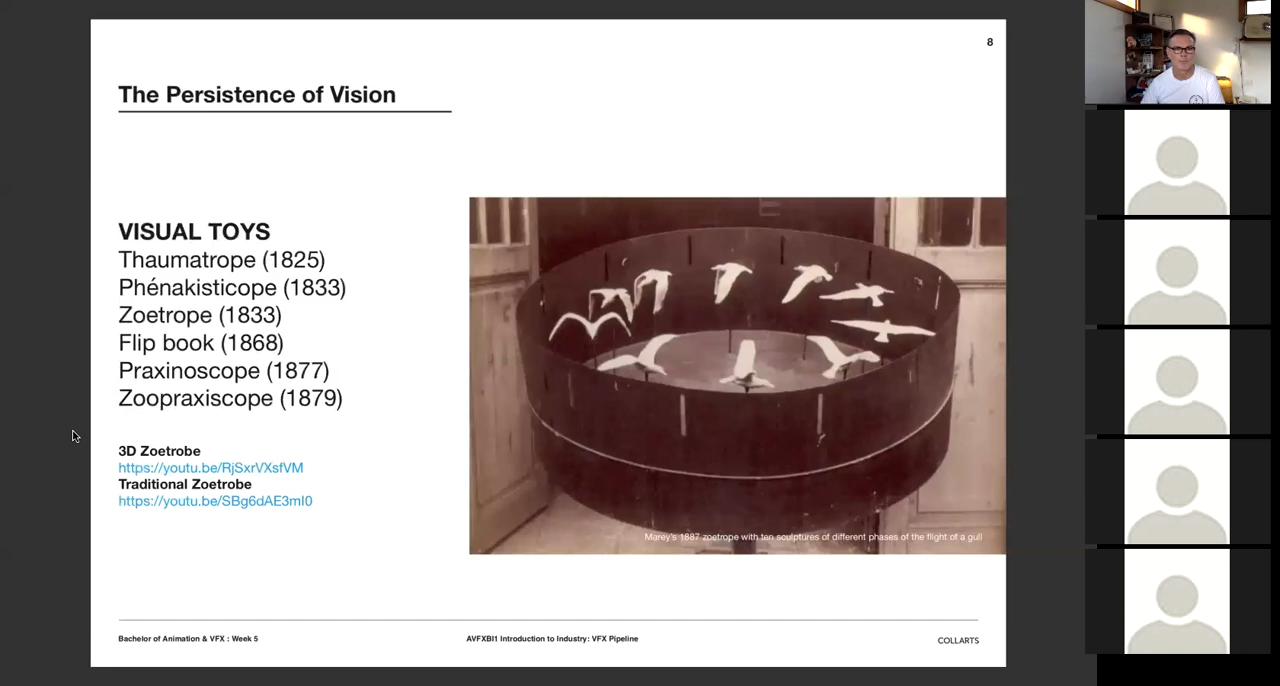 8
The Persistence of Vision
VISUAL TOYS
Thaumatrope (1825)
Phénakisticope (1833)
Zoetrope (1833)
Flip book (1868)
Praxinoscope (1877)
Zoopraxiscope (1879)
3D Zoetrobe
https://youtu.be/RjSxrVXsfVM
Traditional Zoetrobe
https://youtu.be/SBg6dAE3mI0
Marey's 1887 zoetrope with ten sculptures of different phases of the flight of a gull
Bachelor of Animation & VFX : Week 5
AVFXBI1 Introduction to Industry: VFX Pipeline
COLLARTS